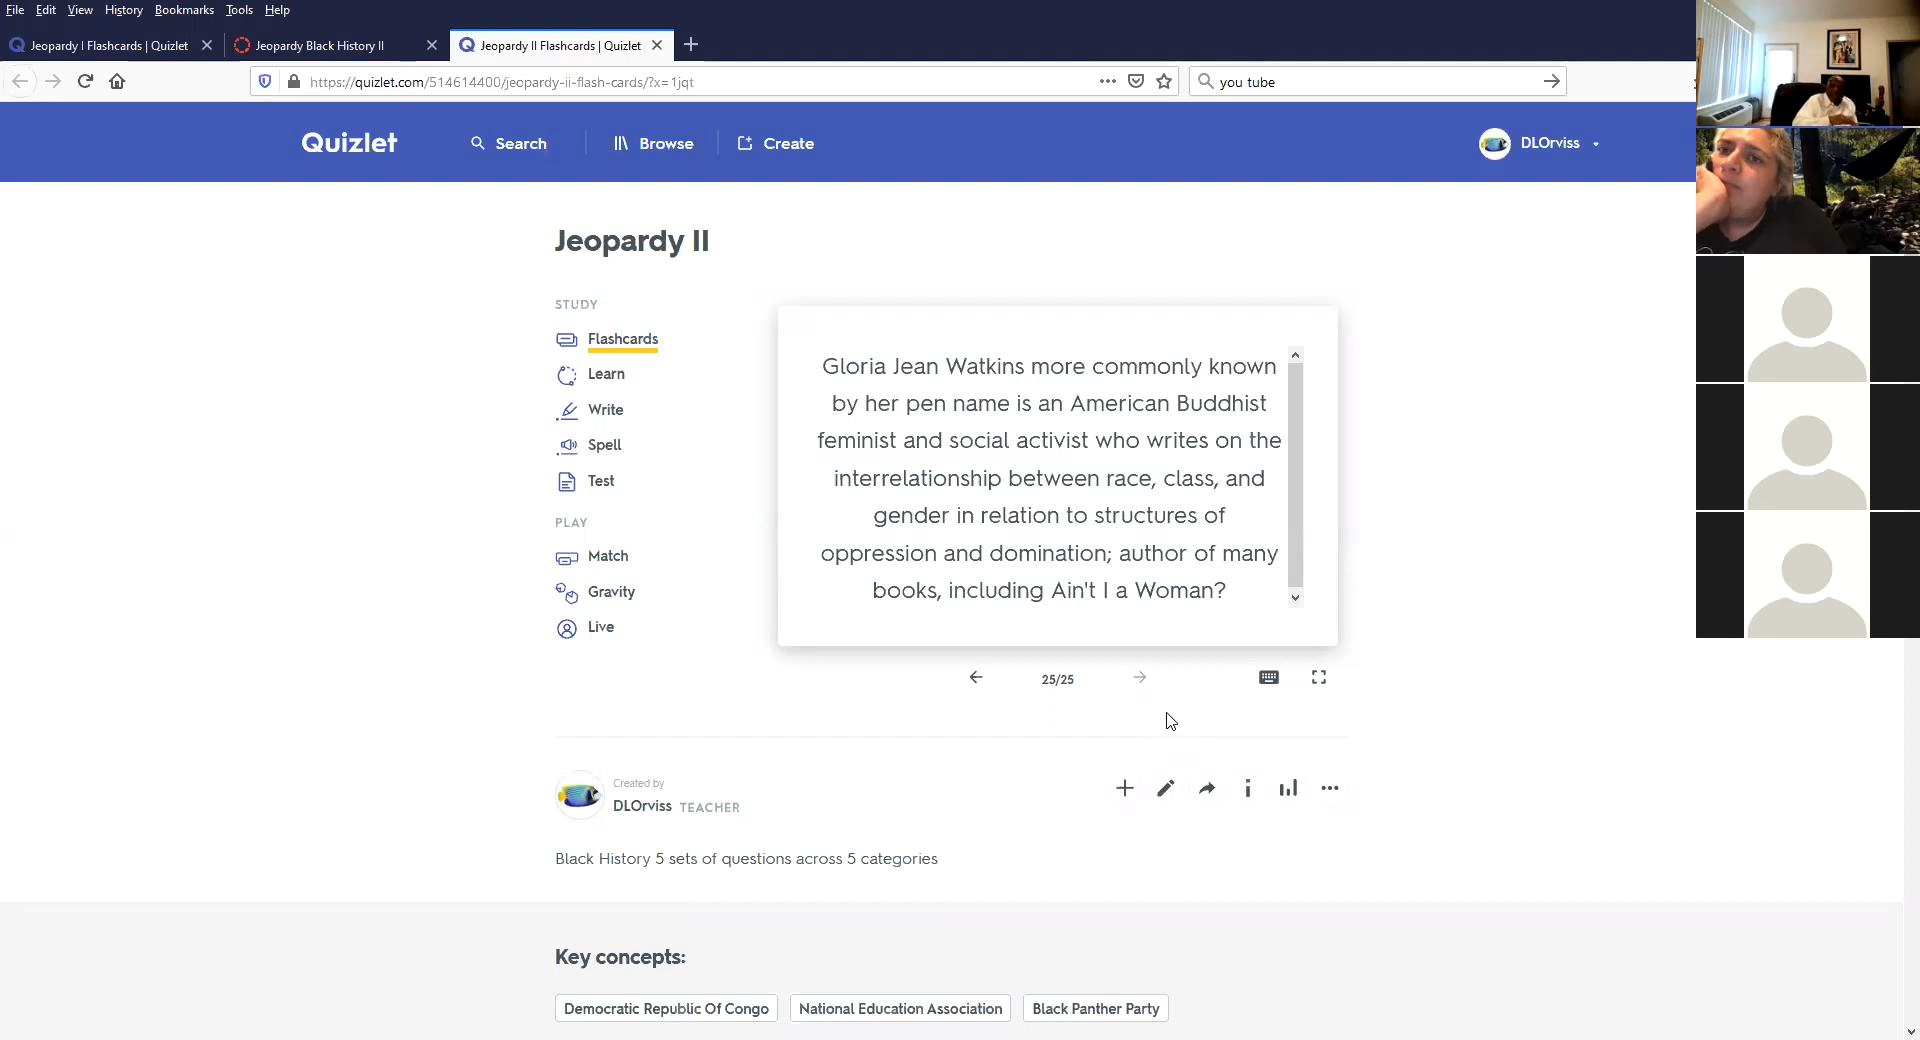 File Edit View History Bookmarks Tools Help
Jeopardy I Flashcards | Quizlet
Jeopardy Black History II
Jeopardy II Flashcards | Quizlet
https://quizlet.com/514614400/jeopardy-ii-flash-cards/?x=1jqt
you tube
Quizlet
Search
Browse
Create
DLOrviss
Jeopardy II
STUDY
Flashcards
Learn
Write
Spell
Test
PLAY
Match
Gravity
Live
Gloria Jean Watkins more commonly known
by her pen name is an American Buddhist
feminist and social activist who writes on the
interrelationship between race, class, and
gender in relation to structures of
oppression and domination; author of many
books, including Ain't I a Woman?
25/25
Created by
DLOrviss TEACHER
Black History 5 sets of questions across 5 categories
Key concepts:
Democratic Republic Of Congo
National Education Association
Black Panther Party